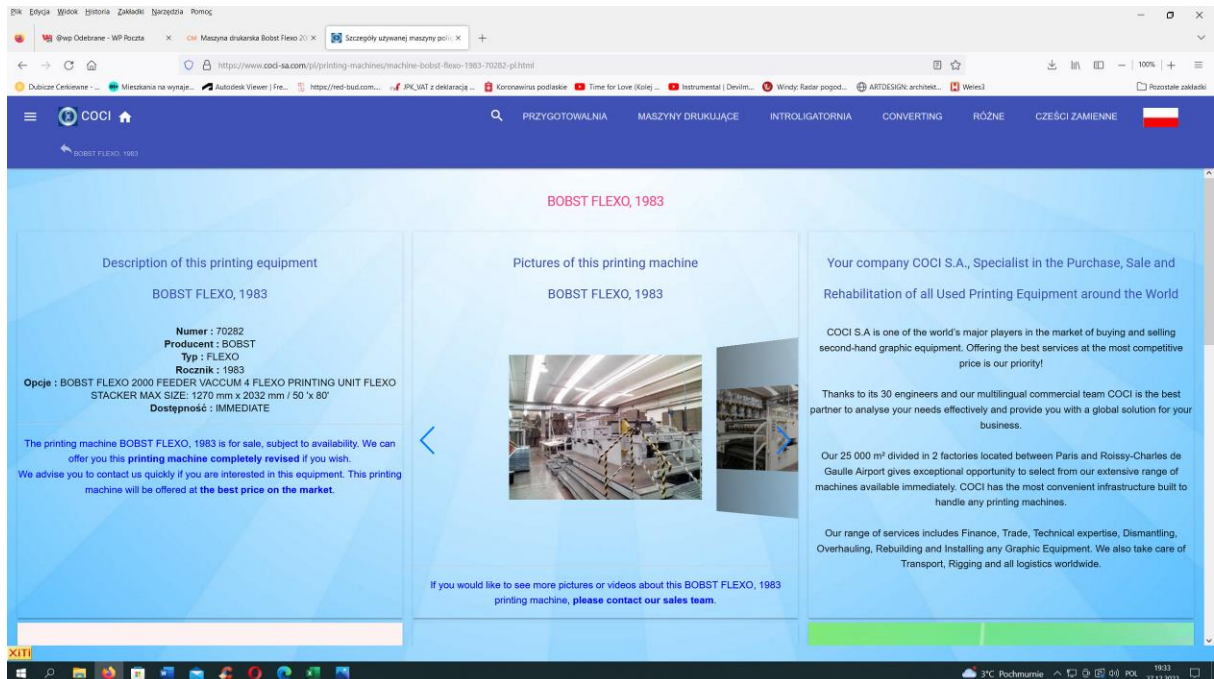 Plik Edycja Widok Historia Zakładki Narzędzia Pomoc
@wp Odebrane - WP Poczta
Maszyna drukarska Bobst Flexo 20
Szczegóły używanej maszyny poli
https://www.coci-sa.com/pl/printing-machines/machine-bobst-flexo-1983-70282-pl.html
100%
Dubicze Cerkiewne - ...
Mieszkania na wynaje...
Autodesk Viewer | Fre...
https://red-bud.com...
JPK_VAT z deklaracją ...
Koronawirus podlaskie
Time for Love (Kolej ...
Instrumental | Devilm...
Windy: Radar pogod...
ARTDESIGN: architekt...
Weles3
Pozostałe zakładki
COCI
PRZYGOTOWALNIA MASZYNY DRUKUJĄCE INTROLIGATORNIA CONVERTING RÓŻNE CZEŚCI ZAMIENNE
BOBST FLEXO, 1983
BOBST FLEXO, 1983
Description of this printing equipment
BOBST FLEXO, 1983
Numer : 70282
Producent : BOBST
Typ : FLEXO
Rocznik : 1983
Opcje : BOBST FLEXO 2000 FEEDER VACCUM 4 FLEXO PRINTING UNIT FLEXO
STACKER MAX SIZE: 1270 mm x 2032 mm / 50 'x 80'
Dostępność : IMMEDIATE
The printing machine BOBST FLEXO, 1983 is for sale, subject to availability. We can
offer you this printing machine completely revised if you wish.
We advise you to contact us quickly if you are interested in this equipment. This printing
machine will be offered at the best price on the market.
Pictures of this printing machine
BOBST FLEXO, 1983
If you would like to see more pictures or videos about this BOBST FLEXO, 1983
printing machine, please contact our sales team.
Your company COCI S.A., Specialist in the Purchase, Sale and
Rehabilitation of all Used Printing Equipment around the World
COCI S.A is one of the world's major players in the market of buying and selling
second-hand graphic equipment. Offering the best services at the most competitive
price is our priority!
Thanks to its 30 engineers and our multilingual commercial team COCI is the best
partner to analyse your needs effectively and provide you with a global solution for your
business.
Our 25 000 m² divided in 2 factories located between Paris and Roissy-Charles de
Gaulle Airport gives exceptional opportunity to select from our extensive range of
machines available immediately. COCI has the most convenient infrastructure built to
handle any printing machines.
Our range of services includes Finance, Trade, Technical expertise, Dismantling,
Overhauling, Rebuilding and Installing any Graphic Equipment. We also take care of
Transport, Rigging and all logistics worldwide.
XiTi
3°C Pochmurnie
POL
19:33